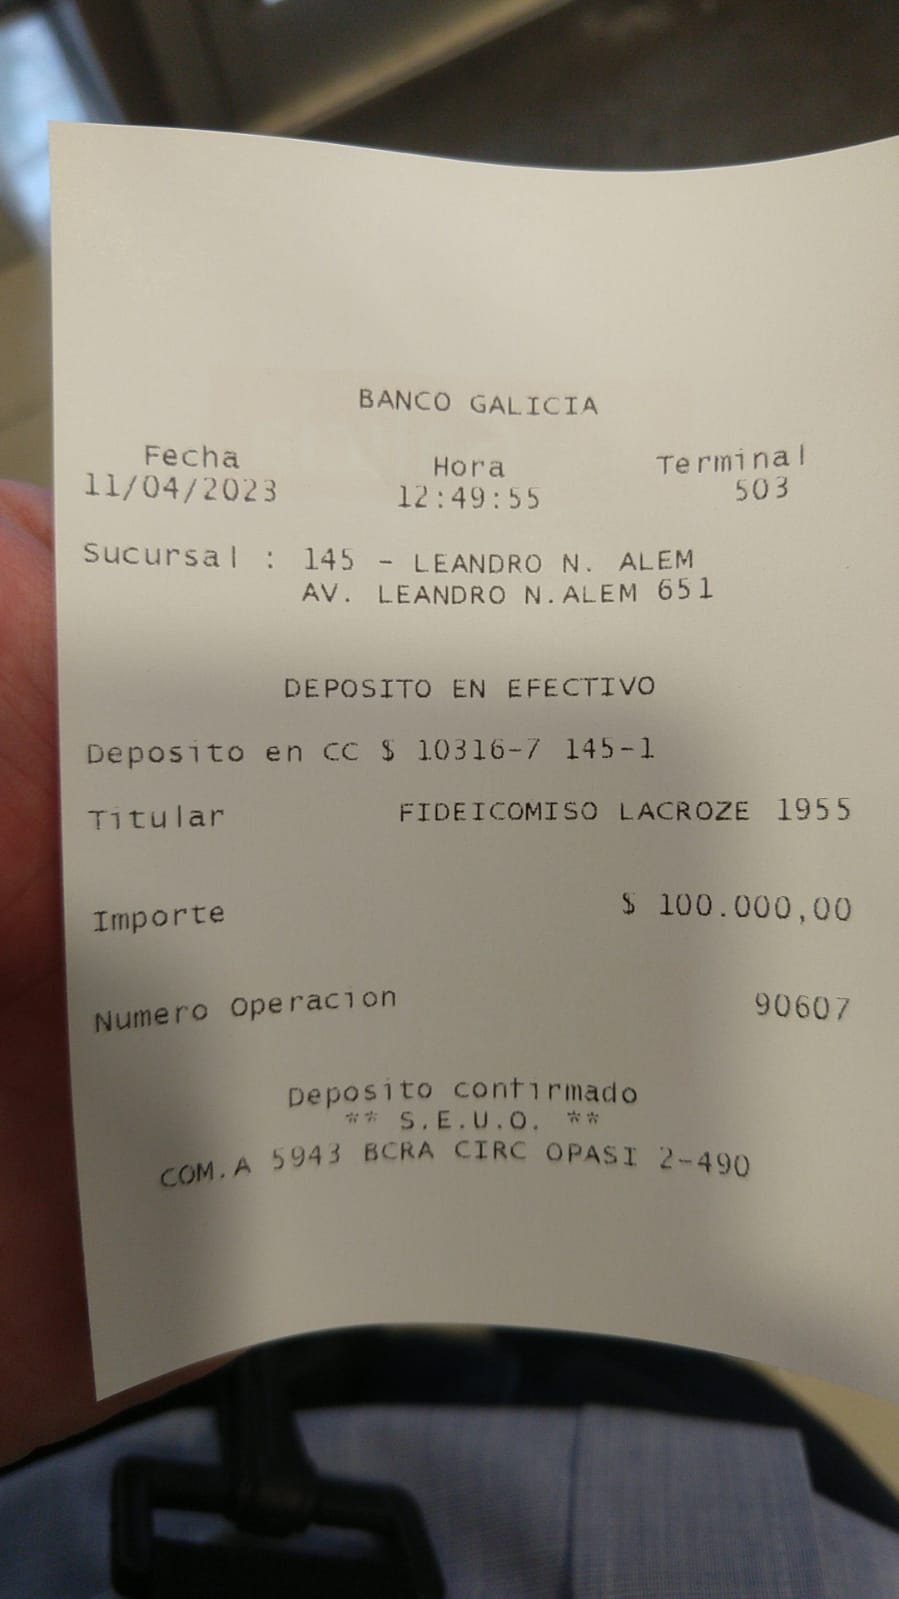 BANCO GALICIA
Fecha Hora Terminal
11/04/2023 12:49:55 503
Sucursal : 145 - LEANDRO N. ALEM
AV. LEANDRO N.ALEM 651
DEPOSITO EN EFECTIVO
Deposito en CC $ 10316-7 145-1
Titular FIDEICOMISO LACROZE 1955
Importe $ 100.000,00
Numero Operacion 90607
Deposito confirmado
** S.E.U.O. **
COM.A 5943 BCRA CIRC OPASI 2-490